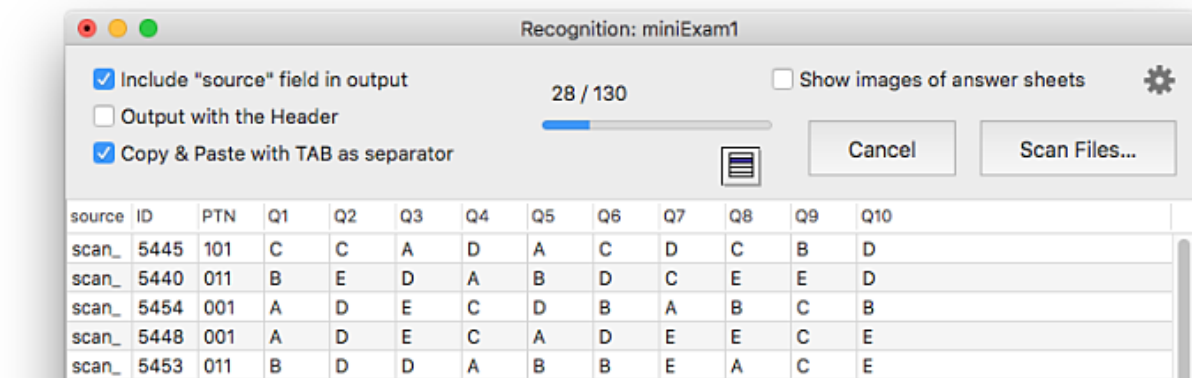 Recognition: miniExam1
Include "source" field in output
28 / 130
Show images of answer sheets
Output with the Header
Copy & Paste with TAB as separator
Cancel
Scan Files...
source ID PTN Q1 Q2 Q3 Q4 Q5 Q6 Q7 Q8 Q9 Q10
scan_ 5445 101 C C A D A C D C B D
scan_ 5440 011 B E D A B D C E E D
scan_ 5454 001 A D E C D B A B C B
scan_ 5448 001 A D E C A D E E C E
scan_ 5453 011 B D D A B B E A C E